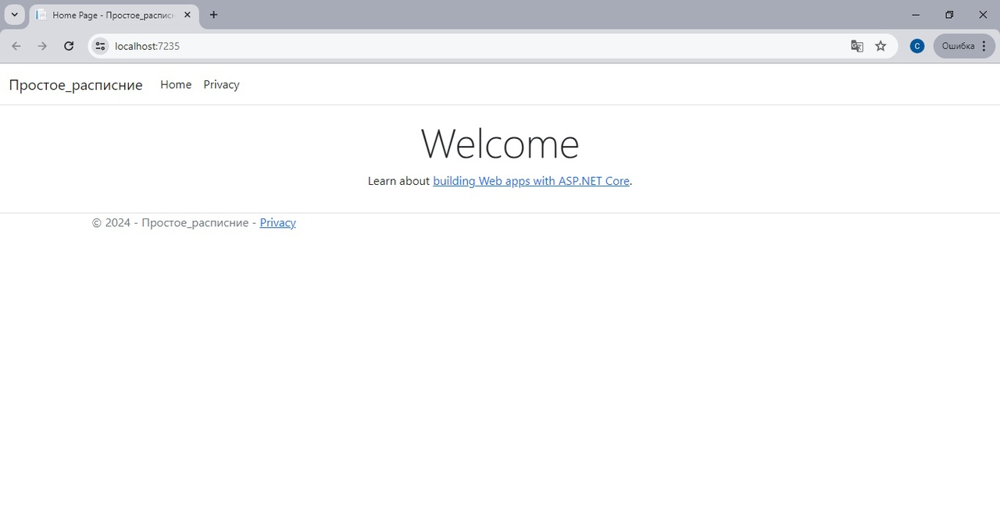 Home Page - Простое_расписн
localhost:7235
Ошибка
Простое_расписние Home Privacy
Welcome
Learn about building Web apps with ASP.NET Core.
© 2024 - Простое_расписние - Privacy